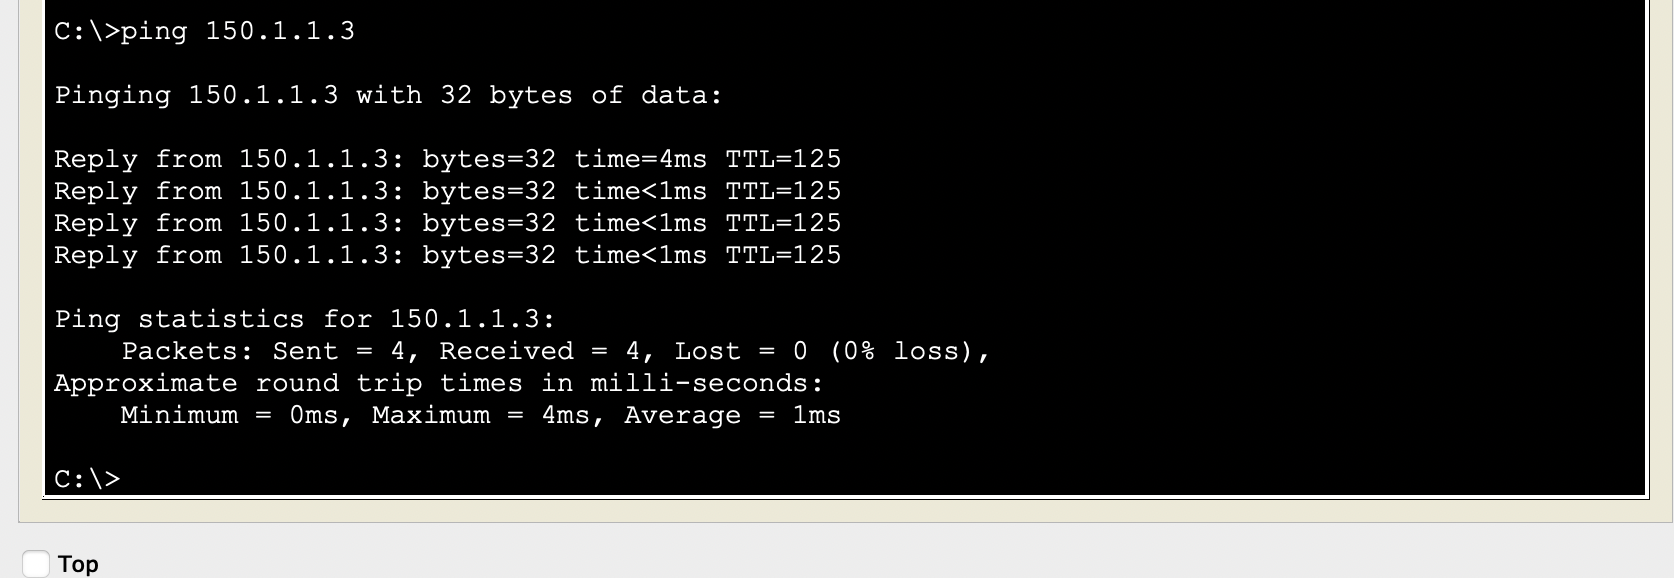 C:\>ping 150.1.1.3
Pinging 150.1.1.3 with 32 bytes of data:
Reply from 150.1.1.3: bytes=32 time=4ms TTL=125
Reply from 150.1.1.3: bytes=32 time<1ms TTL=125
Reply from 150.1.1.3: bytes=32 time<1ms TTL=125
Reply from 150.1.1.3: bytes=32 time<1ms TTL=125
Ping statistics for 150.1.1.3:
    Packets: Sent = 4, Received = 4, Lost = 0 (0% loss),
Approximate round trip times in milli-seconds:
    Minimum = 0ms, Maximum = 4ms, Average = 1ms
C:\>
Top